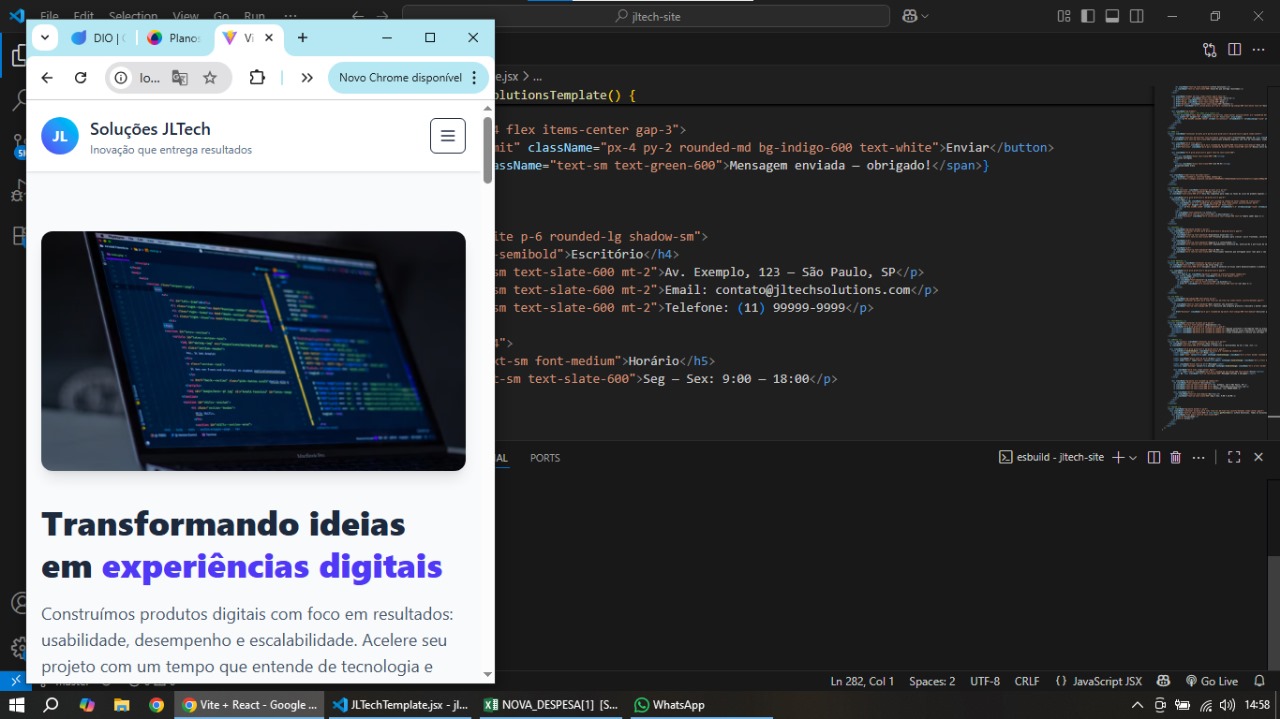 File Edit Selection View Go Run ...
jltech-site
DIO |
Planos
Vi
lo...
Novo Chrome disponível
JL
Soluções JLTech
Inovação que entrega resultados
Transformando ideias
em experiências digitais
Construímos produtos digitais com foco em resultados:
usabilidade, desempenho e escalabilidade. Acelere seu
projeto com um tempo que entende de tecnologia e
e.jsx > ...
olutionsTemplate() {
4 flex items-center gap-3">
mit" className="px-4 py-2 rounded-md bg-indigo-600 text-white">Enviar</button>
assName="text-sm text-green-600">Mensagem enviada — obrigado!</span>}
ite p-6 rounded-lg shadow-sm">
-semibold">Escritório</h4>
sm text-slate-600 mt-2">Av. Exemplo, 123 — São Paulo, SP</p>
sm text-slate-600 mt-2">Email: contato@jltechsolutions.com</p>
sm text-slate-600 mt-2">Telefone: (11) 99999-9999</p>
4">
xt-sm font-medium">Horário</h5>
xt-sm text-slate-600">Seg — Sex: 9:00 — 18:00</p>
AL PORTS
esbuild - jltech-site
Ln 282, Col 1 Spaces: 2 UTF-8 CRLF {} JavaScript JSX Go Live
Vite + React - Google ...
JLTechTemplate.jsx - jl...
NOVA_DESPESA[1] [S...
WhatsApp
14:58